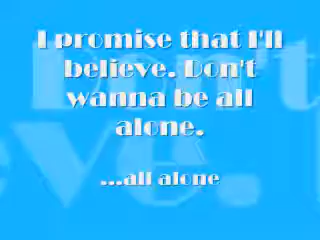 I promise that I'll
believe. Don't
wanna be all
alone.
...all alone